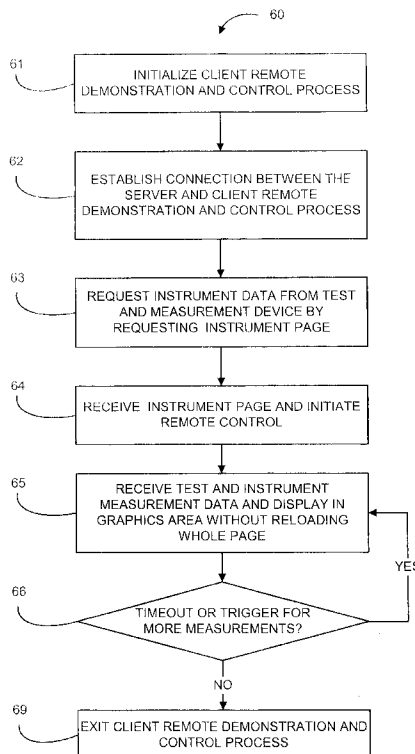 60
61
INITIALIZE CLIENT REMOTE
DEMONSTRATION AND CONTROL PROCESS
62
ESTABLISH CONNECTION BETWEEN THE
SERVER AND CLIENT REMOTE
DEMONSTRATION AND CONTROL PROCESS
63
REQUEST INSTRUMENT DATA FROM TEST
AND MEASUREMENT DEVICE BY
REQUESTING INSTRUMENT PAGE
64
RECEIVE INSTRUMENT PAGE AND INITIATE
REMOTE CONTROL
65
RECEIVE TEST AND INSTRUMENT
MEASUREMENT DATA AND DISPLAY IN
GRAPHICS AREA WITHOUT RELOADING
WHOLE PAGE
YES
66
TIMEOUT OR TRIGGER FOR
MORE MEASUREMENTS?
NO
69
EXIT CLIENT REMOTE DEMONSTRATION AND
CONTROL PROCESS